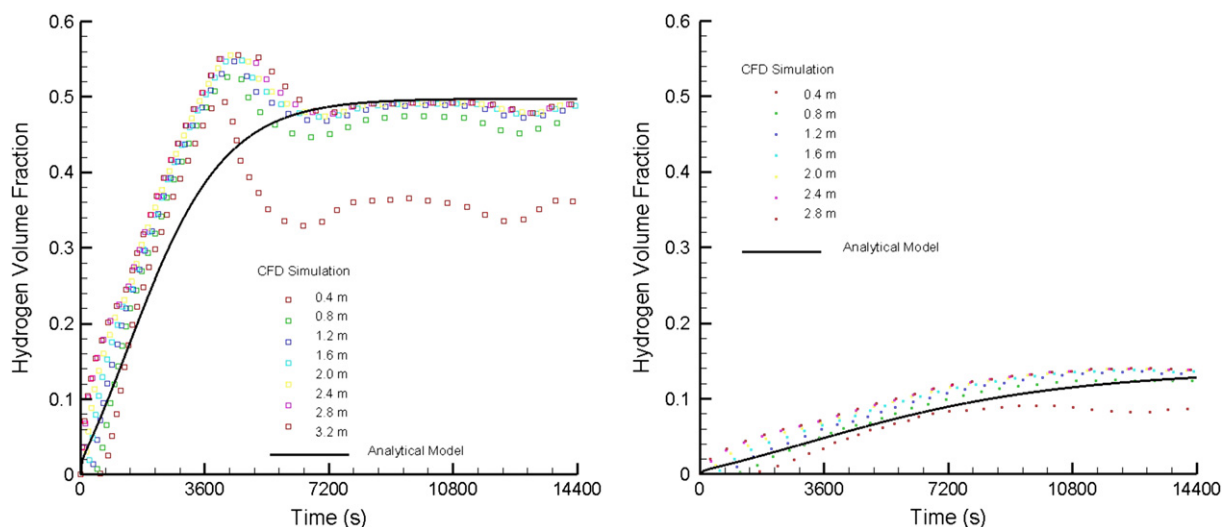 0.6
0.5
0.4
0.3
0.2
0.1
0
Hydrogen Volume Fraction
CFD Simulation
0.4 m
0.8 m
1.2 m
1.6 m
2.0 m
2.4 m
2.8 m
3.2 m
Analytical Model
0 3600 7200 10800 14400
Time (s)
0.6
0.5
0.4
0.3
0.2
0.1
0
Hydrogen Volume Fraction
CFD Simulation
0.4 m
0.8 m
1.2 m
1.6 m
2.0 m
2.4 m
2.8 m
Analytical Model
0 3600 7200 10800 14400
Time (s)